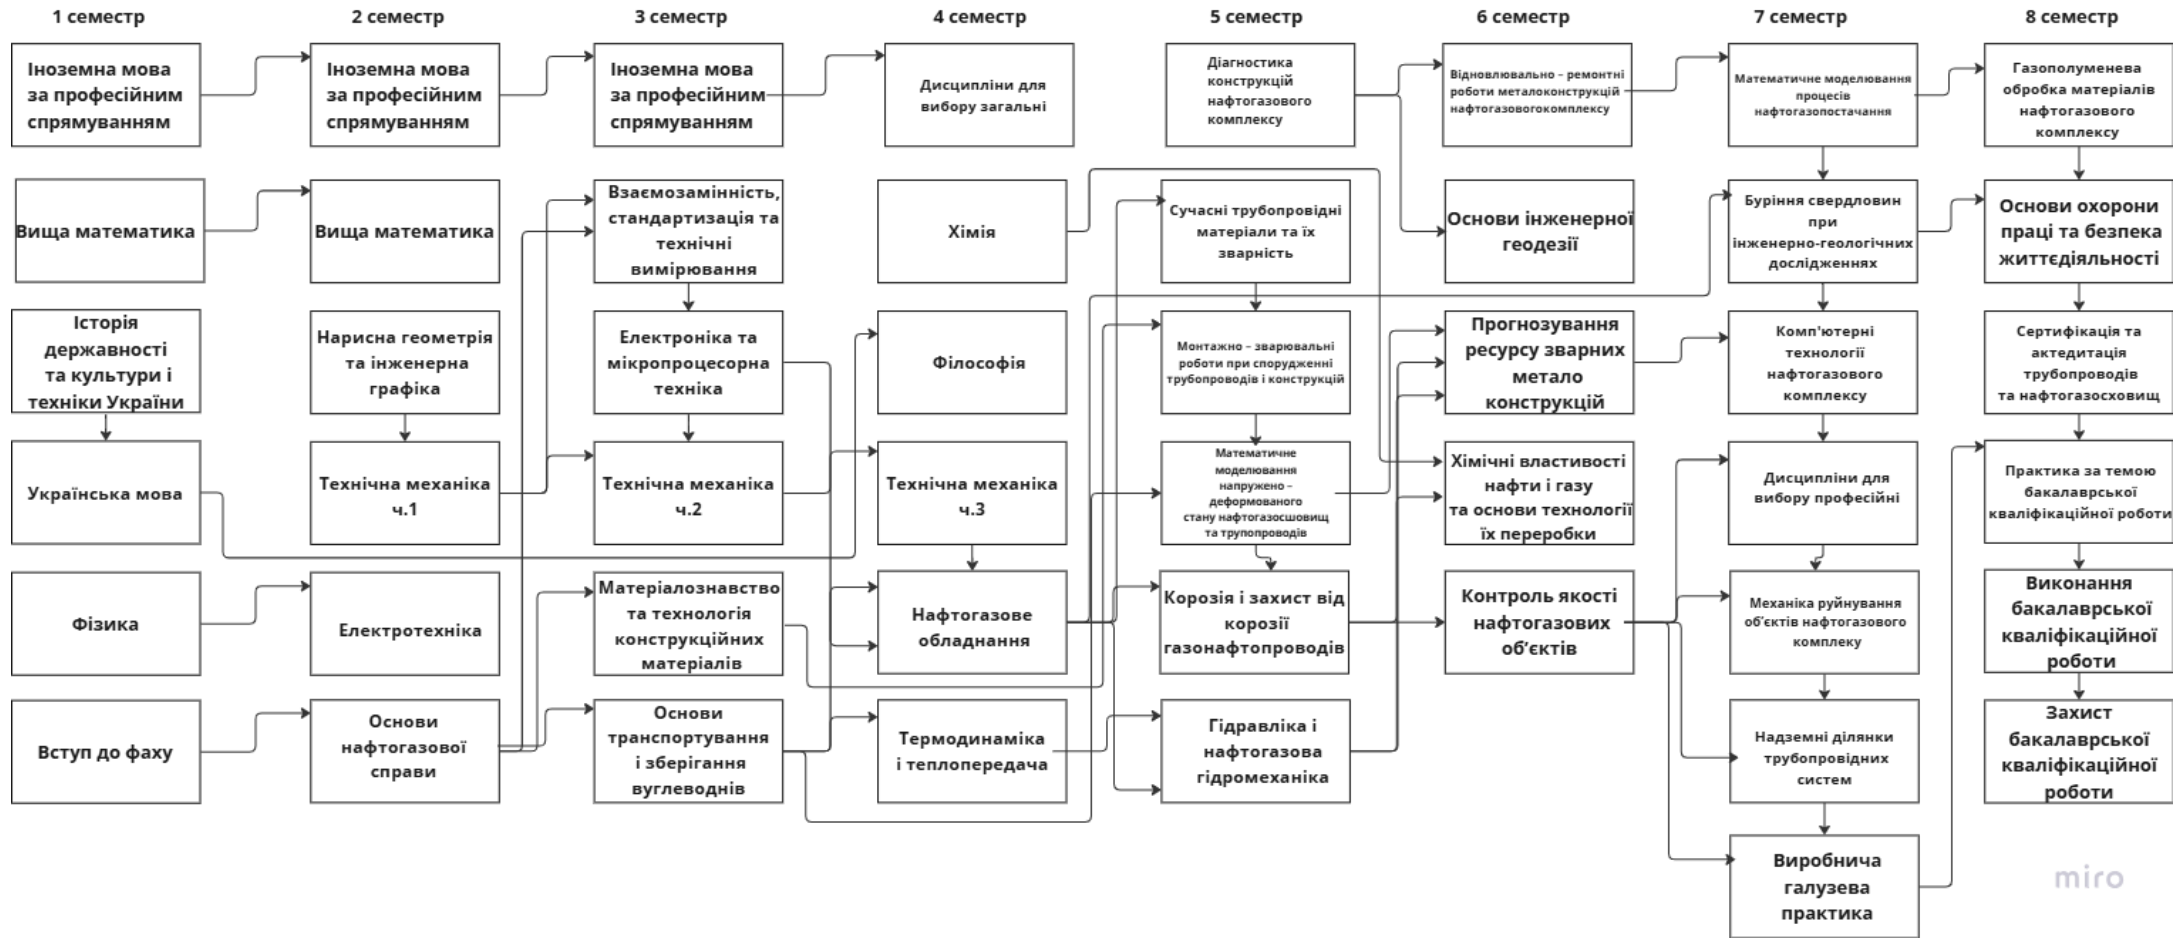 1 семестр
2 семестр
3 семестр
4 семестр
5 семестр
6 семестр
7 семестр
8 семестр
Іноземна мова
за професійним
спрямуванням
Іноземна мова
за професійним
спрямуванням
Іноземна мова
за професійним
спрямуванням
Дисципліни для
вибору загальні
Діагностика
конструкцій
нафтогазового
комплексу
Відновлювально – ремонтні
роботи металоконструкцій
нафтогазовогокомплексу
Математичне моделювання
процесів
нафтогазопостачання
Газополуменева
обробка матеріалів
нафтогазового
комплексу
Вища математика
Вища математика
Взаємозамінність,
стандартизація та
технічні
вимірювання
Хімія
Сучасні трубопровідні
матеріали та їх
зварність
Основи інженерної
геодезії
Буріння свердловин
при
інженерно-геологічних
дослідженнях
Основи охорони
праці та безпека
життєдіяльності
Історія
державності
та культури і
техніки України
Нарисна геометрія
та інженерна
графіка
Електроніка та
мікропроцесорна
техніка
Філософія
Монтажно – зварювальні
роботи при спорудженні
трубопроводів і конструкцій
Прогнозування
ресурсу зварних
метало
конструкцій
Комп'ютерні
технології
нафтогазового
комплексу
Сертифікація та
актедитація
трубопроводів
та нафтогазосховищ
Українська мова
Технічна механіка
ч.1
Технічна механіка
ч.2
Технічна механіка
ч.3
Математичне
моделювання
напружено –
деформованого
стану нафтогазосшовищ
та трупопроводів
Хімічні властивості
нафти і газу
та основи технології
їх переробки
Дисципліни для
вибору професійні
Практика за темою
бакалаврської
кваліфікаційної роботи
Фізика
Електротехніка
Матеріалознавство
та технологія
конструкційних
матеріалів
Нафтогазове
обладнання
Корозія і захист від
корозії
газонафтопроводів
Контроль якості
нафтогазових
об’єктів
Механіка руйнування
об’єктів нафтогазового
комплеку
Виконання
бакалаврської
кваліфікаційної
роботи
Вступ до фаху
Основи
нафтогазової
справи
Основи
транспортування
і зберігання
вуглеводнів
Термодинаміка
і теплопередача
Гідравліка і
нафтогазова
гідромеханіка
Надземні ділянки
трубопровідних
систем
Захист
бакалаврської
кваліфікаційної
роботи
Виробнича
галузева
практика
miro